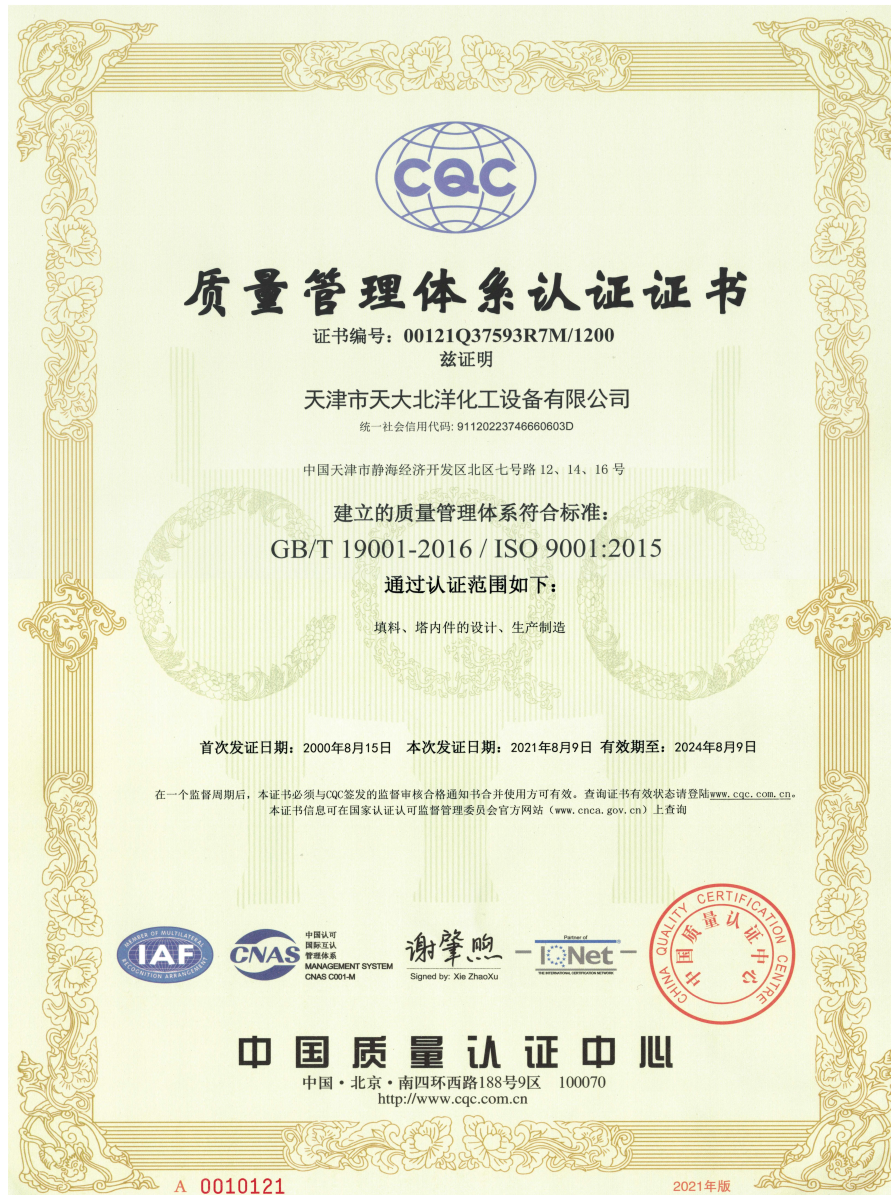 CQC
质量管理体系认证证书
证书编号：00121Q37593R7M/1200
兹证明
天津市天大北洋化工设备有限公司
统一社会信用代码: 91120223746660603D
中国天津市静海经济开发区北区七号路 12、14、16 号
建立的质量管理体系符合标准：
GB/T 19001-2016 / ISO 9001:2015
通过认证范围如下：
填料、塔内件的设计、生产制造
首次发证日期：2000年8月15日 本次发证日期：2021年8月9日 有效期至：2024年8月9日
在一个监督周期后，本证书必须与CQC签发的监督审核合格通知书合并使用方可有效。查询证书有效状态请登陆www.cqc.com.cn。
本证书信息可在国家认证认可监督管理委员会官方网站（www.cnca.gov.cn）上查询
MEMBER OF MULTILATERAL
IAF
RECOGNITION ARRANGEMENT
CNAS
中国认可
国际互认
管理体系
MANAGEMENT SYSTEM
CNAS C001-M
谢肇煦
Signed by: Xie ZhaoXu
Partner of
IQNet
THE INTERNATIONAL CERTIFICATION NETWORK
CHINA QUALITY CERTIFICATION CENTRE
中国质量认证中心
中国质量认证中心
中国·北京·南四环西路188号9区 100070
http://www.cqc.com.cn
A 0010121
2021年版